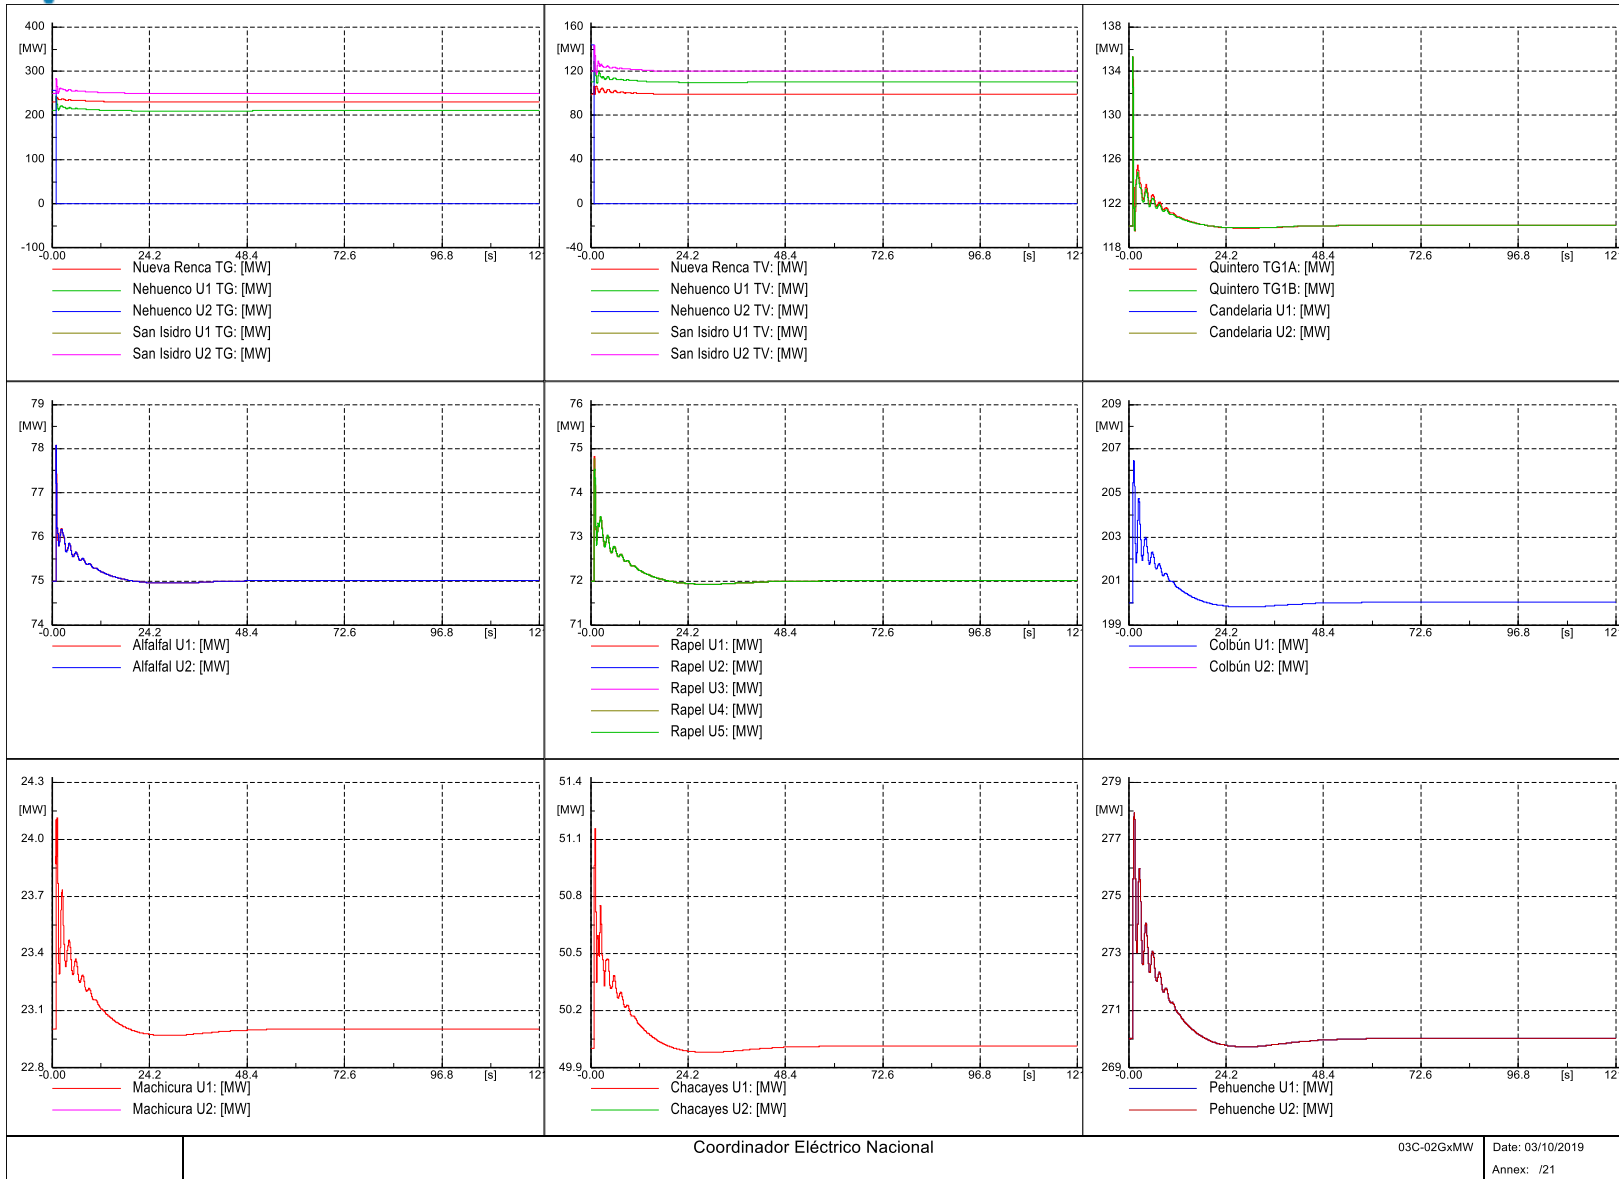 400
[MW]
300
200
100
0
-100
-0.00 24.2 48.4 72.6 96.8 [s] 121
Nueva Renca TG: [MW]
Nehuenco U1 TG: [MW]
Nehuenco U2 TG: [MW]
San Isidro U1 TG: [MW]
San Isidro U2 TG: [MW]
160
[MW]
120
80
40
0
-40
-0.00 24.2 48.4 72.6 96.8 [s] 121
Nueva Renca TV: [MW]
Nehuenco U1 TV: [MW]
Nehuenco U2 TV: [MW]
San Isidro U1 TV: [MW]
San Isidro U2 TV: [MW]
138
[MW]
134
130
126
122
118
-0.00 24.2 48.4 72.6 96.8 [s] 12
Quintero TG1A: [MW]
Quintero TG1B: [MW]
Candelaria U1: [MW]
Candelaria U2: [MW]
79
[MW]
78
77
76
75
74
-0.00 24.2 48.4 72.6 96.8 [s] 121
Alfalfal U1: [MW]
Alfalfal U2: [MW]
76
[MW]
75
74
73
72
71
-0.00 24.2 48.4 72.6 96.8 [s] 121
Rapel U1: [MW]
Rapel U2: [MW]
Rapel U3: [MW]
Rapel U4: [MW]
Rapel U5: [MW]
209
[MW]
207
205
203
201
199
-0.00 24.2 48.4 72.6 96.8 [s] 12
Colbún U1: [MW]
Colbún U2: [MW]
24.3
[MW]
24.0
23.7
23.4
23.1
22.8
-0.00 24.2 48.4 72.6 96.8 [s] 121
Machicura U1: [MW]
Machicura U2: [MW]
51.4
[MW]
51.1
50.8
50.5
50.2
49.9
-0.00 24.2 48.4 72.6 96.8 [s] 121
Chacayes U1: [MW]
Chacayes U2: [MW]
279
[MW]
277
275
273
271
269
-0.00 24.2 48.4 72.6 96.8 [s] 12
Pehuenche U1: [MW]
Pehuenche U2: [MW]
Coordinador Eléctrico Nacional
03C-02GxMW
Date: 03/10/2019
Annex: /21